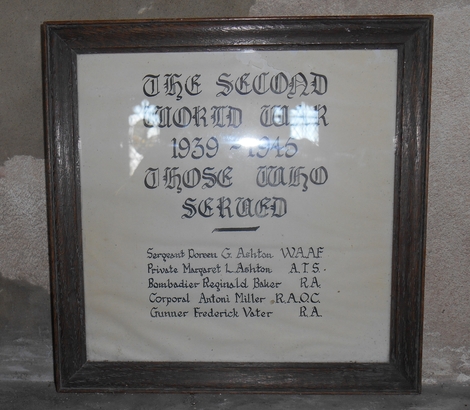 THE SECOND
WORLD WAR
1939 - 1945
THOSE WHO
SERVED
Sergeant Doreen G. Ashton W.A.A.F
Private Margaret L. Ashton A.T.S.
Bombadier Reginald Baker R.A.
Corporal Antoni Miller R.A.O.C.
Gunner Frederick Vater R.A.